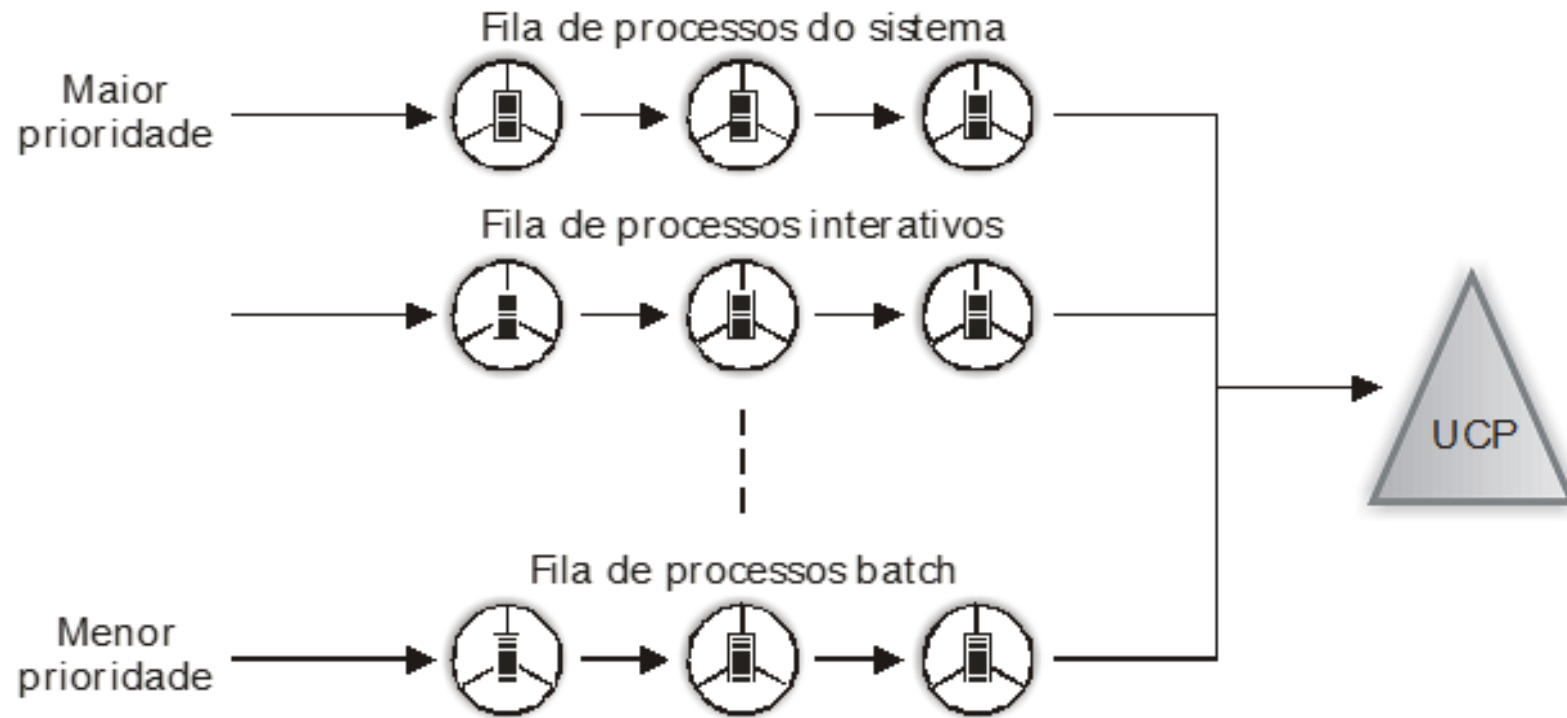 Fila de processos do sistema
Maior
prioridade
Fila de processos interativos
UCP
Fila de processos batch
Menor
prioridade